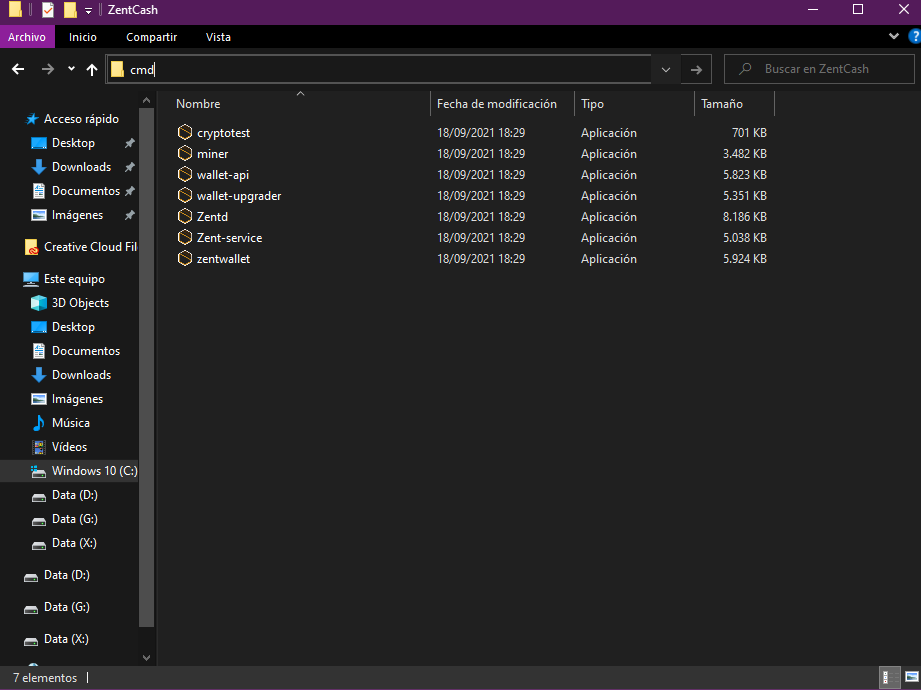 ZentCash
Archivo Inicio Compartir Vista
cmd Buscar en ZentCash
Nombre Fecha de modificación Tipo Tamaño
cryptotest 18/09/2021 18:29 Aplicación 701 KB
miner 18/09/2021 18:29 Aplicación 3.482 KB
wallet-api 18/09/2021 18:29 Aplicación 5.823 KB
wallet-upgrader 18/09/2021 18:29 Aplicación 5.351 KB
Zentd 18/09/2021 18:29 Aplicación 8.186 KB
Zent-service 18/09/2021 18:29 Aplicación 5.038 KB
zentwallet 18/09/2021 18:29 Aplicación 5.924 KB
Acceso rápido
Desktop
Downloads
Documentos
Imágenes
Creative Cloud Fil
Este equipo
3D Objects
Desktop
Documentos
Downloads
Imágenes
Música
Vídeos
Windows 10 (C:)
Data (D:)
Data (G:)
Data (X:)
Data (D:)
Data (G:)
Data (X:)
7 elementos